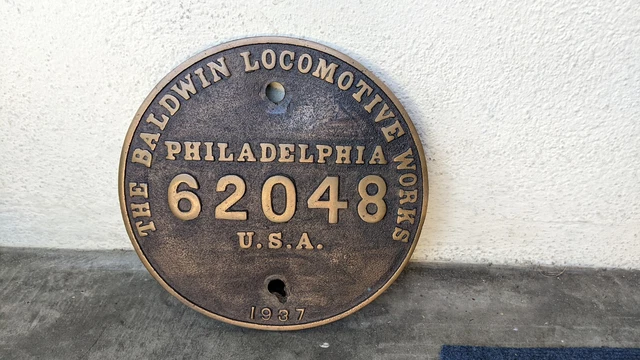 THE BALDWIN LOCOMOTIVE WORKS
PHILADELPHIA
62048
U.S.A.
1937